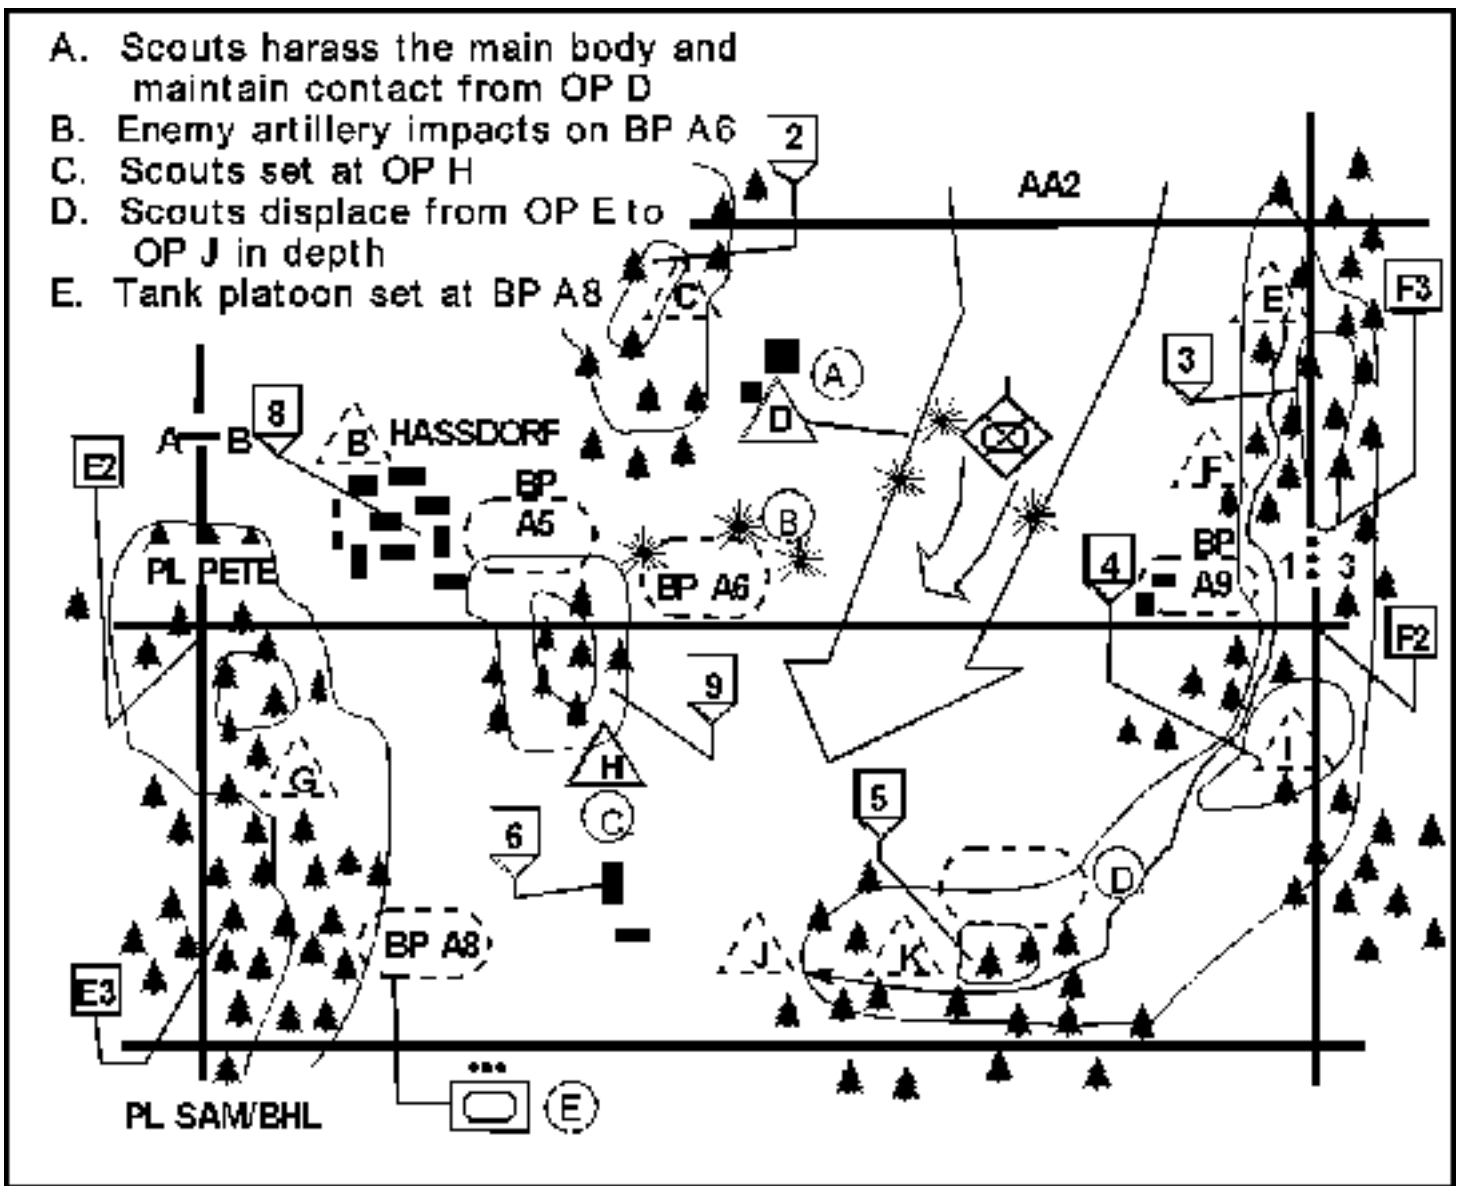 A. Scouts harass the main body and
maintain contact from OP D
B. Enemy artillery impacts on BP A6
C. Scouts set at OP H
D. Scouts displace from OP E to
OP J in depth
E. Tank platoon set at BP A8
2
AA2
C
E
F3
3
A
D
8
A B
B
HASSDORF
E2
F
BP
A5
B
BP
A9
4
1 3
PL PETE
BP A6
F2
9
I
G
H
5
C
6
D
BP A8
J
K
E3
E
PL SAM/BHL